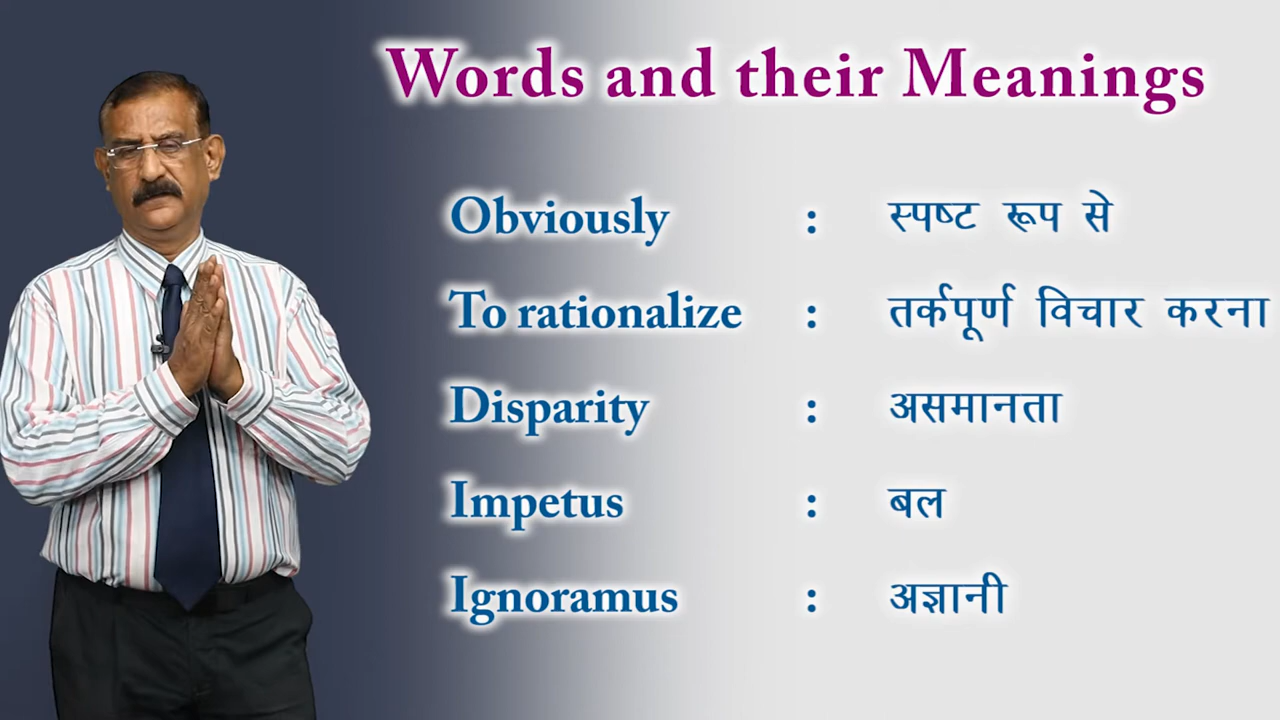 Words and their Meanings
Obviously : स्पष्ट रूप से
To rationalize : तर्कपूर्ण विचार करना
Disparity : असमानता
Impetus : बल
Ignoramus : अज्ञानी